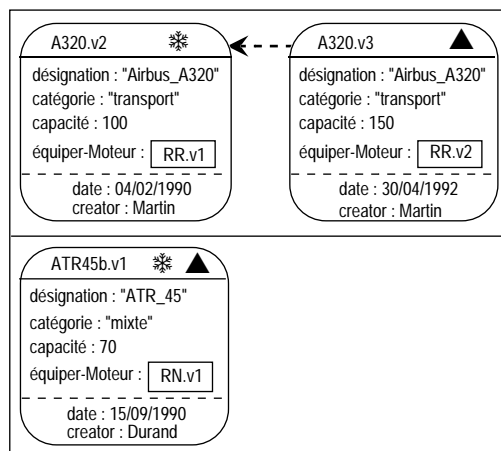 A320.v2
désignation : "Airbus_A320"
catégorie : "transport"
capacité : 100
équiper-Moteur : RR.v1
date : 04/02/1990
creator : Martin
A320.v3
désignation : "Airbus_A320"
catégorie : "transport"
capacité : 150
équiper-Moteur : RR.v2
date : 30/04/1992
creator : Martin
ATR45b.v1
désignation : "ATR_45"
catégorie : "mixte"
capacité : 70
équiper-Moteur : RN.v1
date : 15/09/1990
creator : Durand